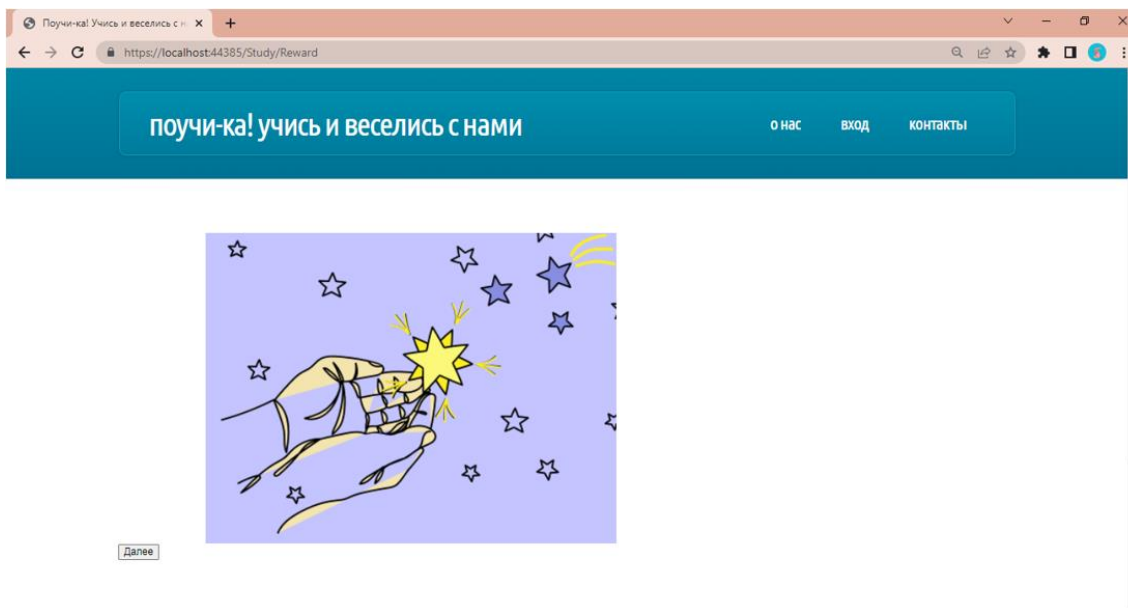 Поучи-ка! Учись и веселись с н
https://localhost:44385/Study/Reward
поучи-ка! учись и веселись с нами
о нас вход контакты
Далее